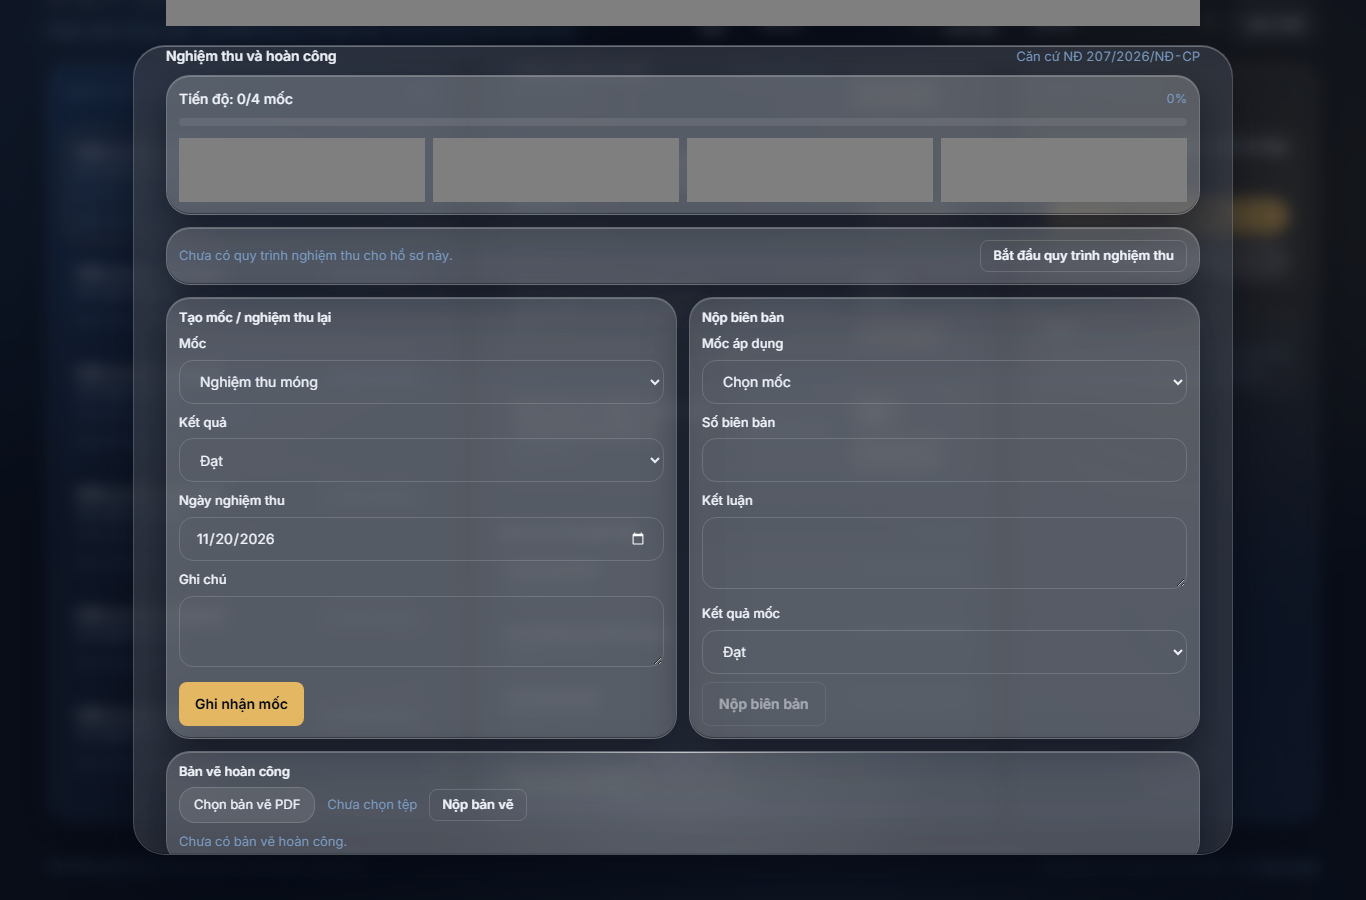 Nghiệm thu và hoàn công
Căn cứ NĐ 207/2026/NĐ-CP
Tiến độ: 0/4 mốc
0%
Chưa có quy trình nghiệm thu cho hồ sơ này.
Bắt đầu quy trình nghiệm thu
Tạo mốc / nghiệm thu lại
Mốc
Nghiệm thu móng
Kết quả
Đạt
Ngày nghiệm thu
11/20/2026
Ghi chú
Ghi nhận mốc
Nộp biên bản
Mốc áp dụng
Chọn mốc
Số biên bản
Kết luận
Kết quả mốc
Đạt
Nộp biên bản
Bản vẽ hoàn công
Chọn bản vẽ PDF
Chưa chọn tệp
Nộp bản vẽ
Chưa có bản vẽ hoàn công.